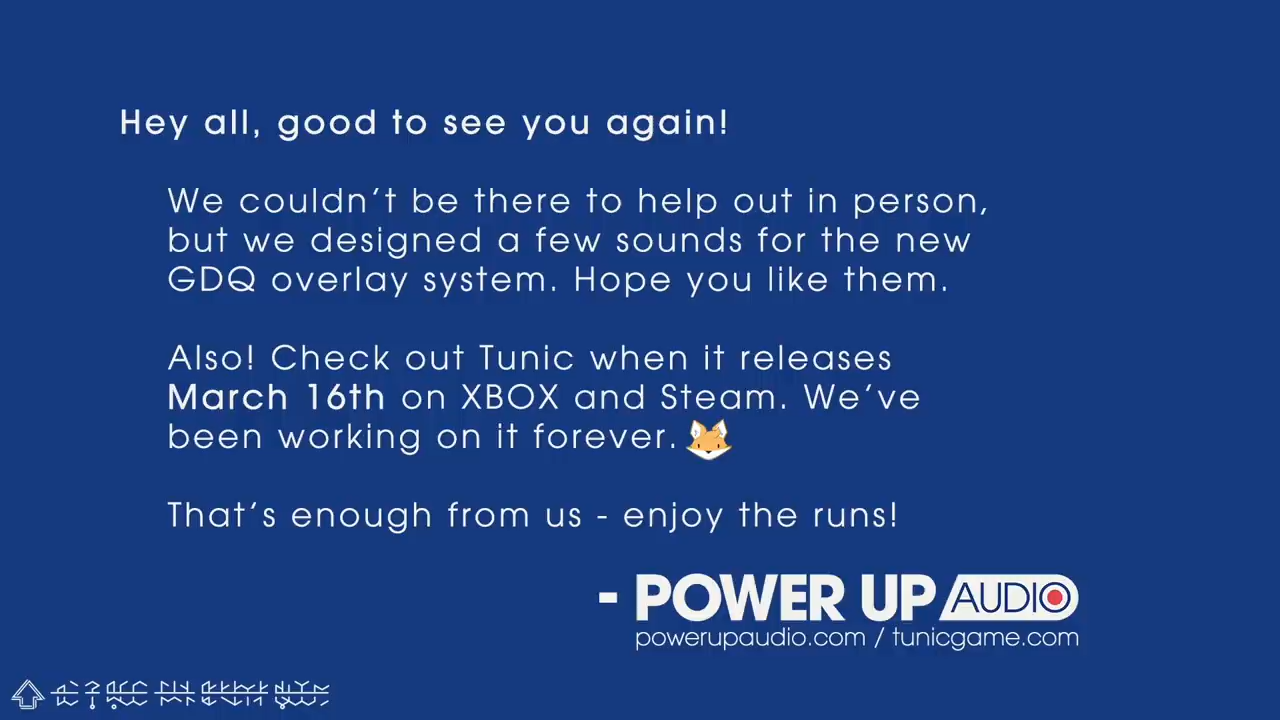 Hey all, good to see you again!
We couldn't be there to help out in person,
but we designed a few sounds for the new
GDQ overlay system. Hope you like them.
Also! Check out Tunic when it releases
March 16th on XBOX and Steam. We've
been working on it forever.
That's enough from us - enjoy the runs!
- POWER UP AUDIO
powerupaudio.com / tunicgame.com